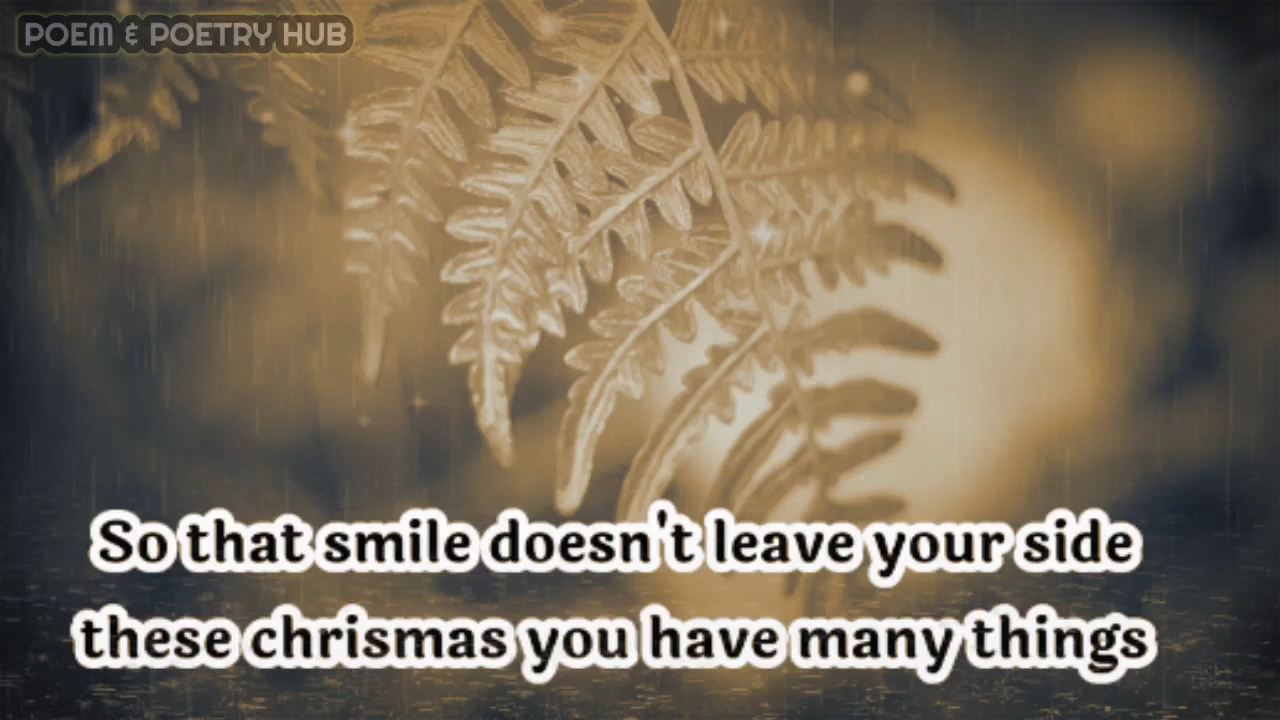 POEM & POETRY HUB
So that smile doesn't leave your side
these chrismas you have many things